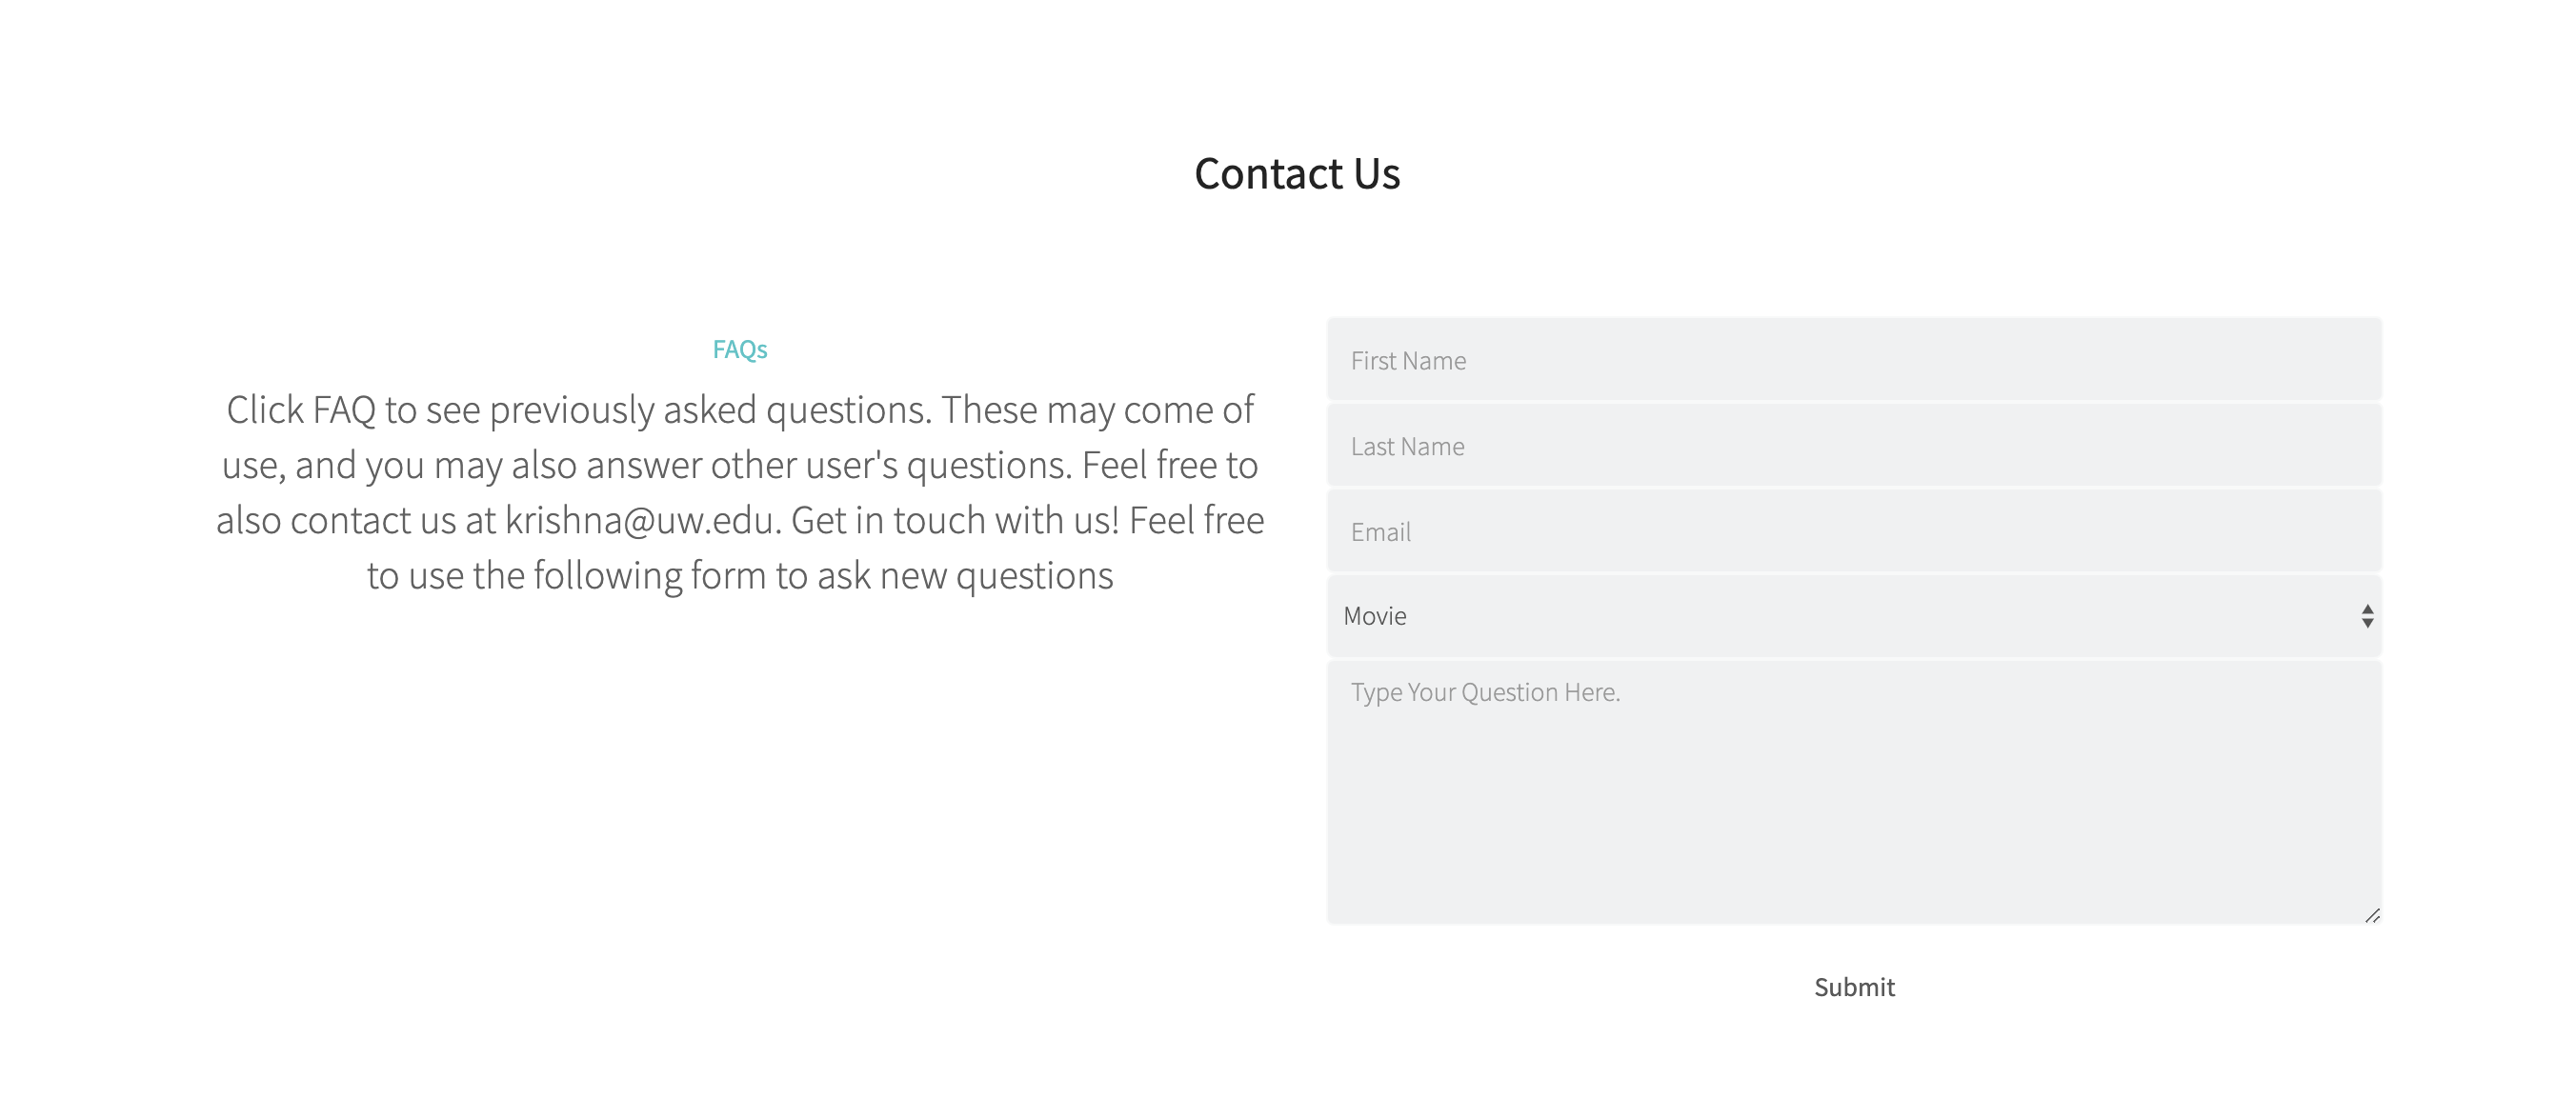 Contact Us
FAQs
Click FAQ to see previously asked questions. These may come of
use, and you may also answer other user's questions. Feel free to
also contact us at krishna@uw.edu. Get in touch with us! Feel free
to use the following form to ask new questions
First Name
Last Name
Email
Movie
Type Your Question Here.
Submit